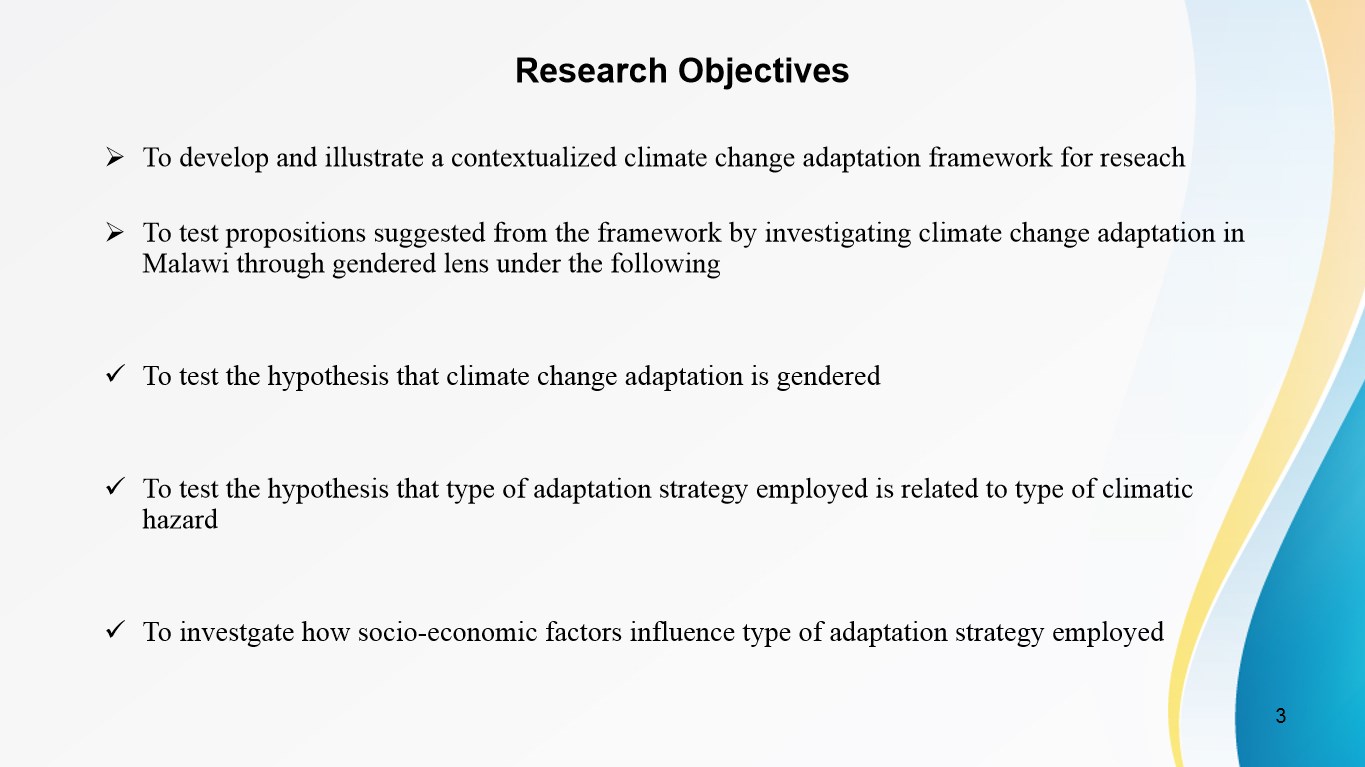 Research Objectives
➢ To develop and illustrate a contextualized climate change adaptation framework for reseach
➢ To test propositions suggested from the framework by investigating climate change adaptation in
Malawi through gendered lens under the following
✓ To test the hypothesis that climate change adaptation is gendered
✓ To test the hypothesis that type of adaptation strategy employed is related to type of climatic
hazard
✓ To investgate how socio-economic factors influence type of adaptation strategy employed
3